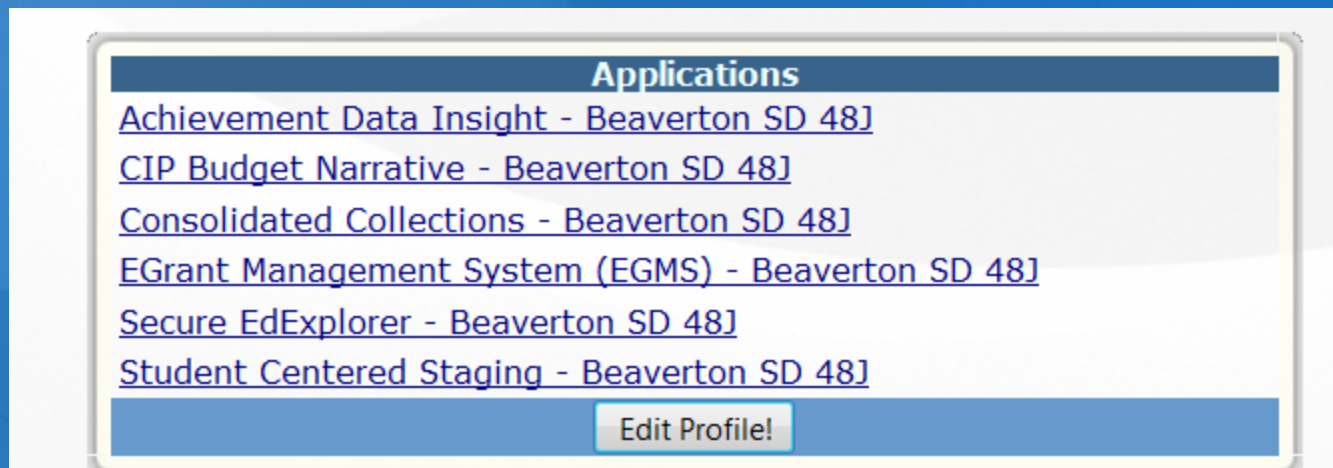 Applications
Achievement Data Insight - Beaverton SD 48J
CIP Budget Narrative - Beaverton SD 48J
Consolidated Collections - Beaverton SD 48J
EGrant Management System (EGMS) - Beaverton SD 48J
Secure EdExplorer - Beaverton SD 48J
Student Centered Staging - Beaverton SD 48J
Edit Profile!